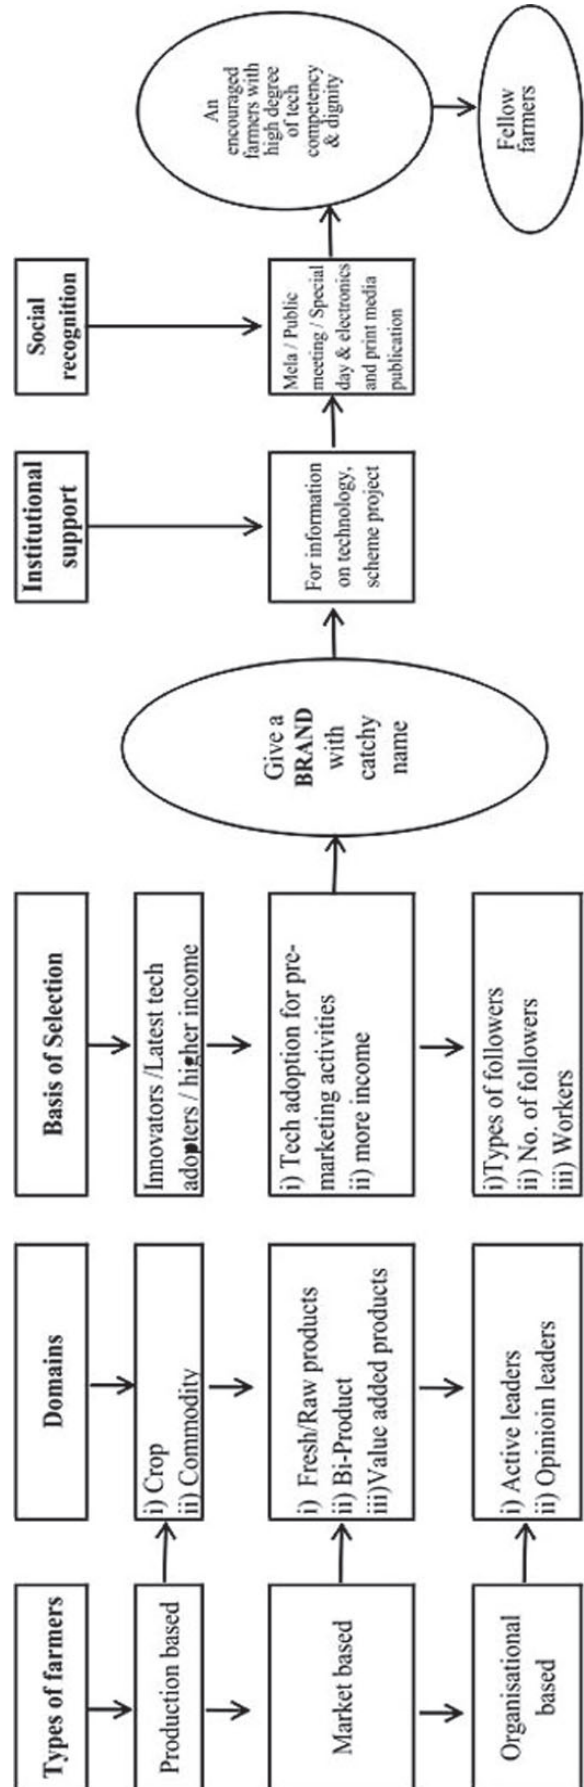 Types of farmers
Domains
Basis of Selection
Institutional
support
Social
recognition
Production based
i) Crop
ii) Commodity
Innovators /Latest tech
adopters / higher income
Market based
i) Fresh/Raw products
ii) Bi-Product
iii)Value added products
i) Tech adoption for pre-
marketing activities
ii) more income
Organisational
based
i) Active leaders
ii) Opinioin leaders
i)Types of followers
ii) No. of followers
iii) Workers
Give a
BRAND
with
catchy
name
For information
on technology,
scheme project
Mela / Public
meeting / Special
day & electronics
and print media
publication
An
encouraged
farmers with
high degree
of tech
competency
& dignity
Fellow
farmers